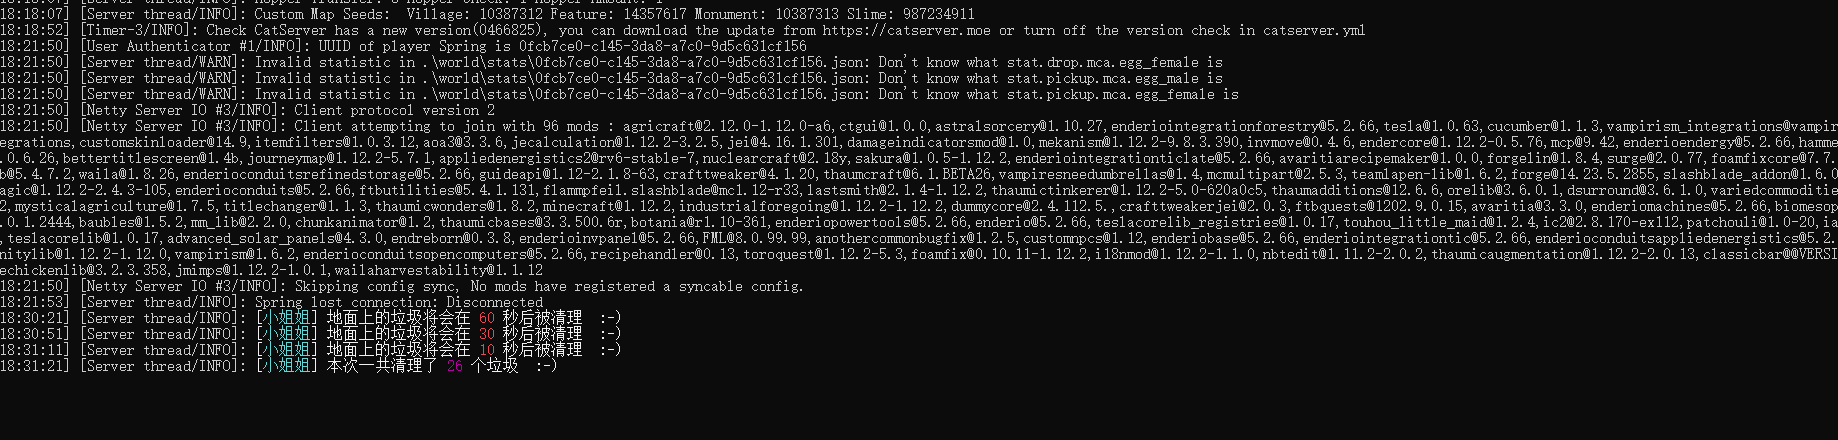 18:18:07] [Server thread/INFO]: Custom Map Seeds:  Village: 10387312 Feature: 14357617 Monument: 10387313 Slime: 987234911
18:18:52] [Timer-3/INFO]: Check CatServer has a new version(0466825), you can download the update from https://catserver.moe or turn off the version check in catserver.yml
18:21:50] [User Authenticator #1/INFO]: UUID of player Spring is 0fcb7ce0-c145-3da8-a7c0-9d5c631cf156
18:21:50] [Server thread/WARN]: Invalid statistic in .\world\stats\0fcb7ce0-c145-3da8-a7c0-9d5c631cf156.json: Don't know what stat.drop.mca.egg_female is
18:21:50] [Server thread/WARN]: Invalid statistic in .\world\stats\0fcb7ce0-c145-3da8-a7c0-9d5c631cf156.json: Don't know what stat.pickup.mca.egg_male is
18:21:50] [Server thread/WARN]: Invalid statistic in .\world\stats\0fcb7ce0-c145-3da8-a7c0-9d5c631cf156.json: Don't know what stat.pickup.mca.egg_female is
18:21:50] [Netty Server IO #3/INFO]: Client protocol version 2
18:21:50] [Netty Server IO #3/INFO]: Client attempting to join with 96 mods : agricraft@2.12.0-1.12.0-a6,ctgui@1.0.0,astralsorcery@1.10.27,enderiointegrationforestry@5.2.66,tesla@1.0.63,cucumber@1.1.3,vampirism_integrations@vampir
egrations,customskinloader@14.9,itemfilters@1.0.3.12,aoa3@3.3.6,jecalculation@1.12.2-3.2.5,jei@4.16.1.301,damageindicatorsmod@1.0,mekanism@1.12.2-9.8.3.390,invmove@0.4.6,endercore@1.12.2-0.5.76,mcp@9.42,enderioenergy@5.2.66,hamme
.0.6.26,bettertitlescreen@1.4b,journeymap@1.12.2-5.7.1,appliedenergistics2@rv6-stable-7,nuclearcraft@2.18y,sakura@1.0.5-1.12.2,enderiointegrationticlate@5.2.66,avaritiarecipemaker@1.0.0,forgelin@1.8.4,surge@2.0.77,foamfixcore@7.7.
b@5.4.7.2,waila@1.8.26,enderioconduitsrefinedstorage@5.2.66,guideapi@1.12-2.1.8-63,crafttweaker@4.1.20,thaumcraft@6.1.BETA26,vampiresneedumbrellas@1.4,mcmultipart@2.5.3,teamlapen-lib@1.6.2,forge@14.23.5.2855,slashblade_addon@1.6.0
agic@1.12.2-2.4.3-105,enderioconduits@5.2.66,ftbutilities@5.4.1.131,flammpfeil.slashblade@mc1.12-r33,lastsmith@2.1.4-1.12.2,thaumictinkerer@1.12.2-5.0-620a0c5,thaumadditions@12.6.6,orelib@3.6.0.1,dsurround@3.6.1.0,variedcommoditie
2,mysticalagriculture@1.7.5,titlechanger@1.1.3,thaumicwonders@1.8.2,minecraft@1.12.2,industrialforegoing@1.12.2-1.12.2,dummycore@2.4.112.5.,crafttweakerjei@2.0.3,ftbquests@1202.9.0.15,avaritia@3.3.0,enderiomachines@5.2.66,biomesop
.0.1.2444,baubles@1.5.2,mm_lib@2.2.0,chunkanimator@1.2,thaumicbases@3.3.500.6r,botania@r1.10-361,enderiopowertools@5.2.66,enderio@5.2.66,teslacorelib_registries@1.0.17,touhou_little_maid@1.2.4,ic2@2.8.170-ex112,patchouli@1.0-20,ia
,teslacorelib@1.0.17,advanced_solar_panels@4.3.0,endreborn@0.3.8,enderioinvpanel@5.2.66,FML@8.0.99.99,anothercommonbugfix@1.2.5,customnpcs@1.12,enderiobase@5.2.66,enderiointegrationtic@5.2.66,enderioconduitsappliedenergistics@5.2.
nitylib@1.12.2-1.12.0,vampirism@1.6.2,enderioconduitsopencomputers@5.2.66,recipehandler@0.13,toroquest@1.12.2-5.3,foamfix@0.10.11-1.12.2,i18nmod@1.12.2-1.1.0,nbtedit@1.11.2-2.0.2,thaumicaugmentation@1.12.2-2.0.13,classicbar@@VERSI
echickenlib@3.2.3.358,jmimps@1.12.2-1.0.1,wailaharvestability@1.1.12
18:21:50] [Netty Server IO #3/INFO]: Skipping config sync, No mods have registered a syncable config.
18:21:53] [Server thread/INFO]: Spring lost connection: Disconnected
18:30:21] [Server thread/INFO]: [小姐姐] 地面上的垃圾将会在 60 秒后被清理  :-)
18:30:51] [Server thread/INFO]: [小姐姐] 地面上的垃圾将会在 30 秒后被清理  :-)
18:31:11] [Server thread/INFO]: [小姐姐] 地面上的垃圾将会在 10 秒后被清理  :-)
18:31:21] [Server thread/INFO]: [小姐姐] 本次一共清理了 26 个垃圾  :-)